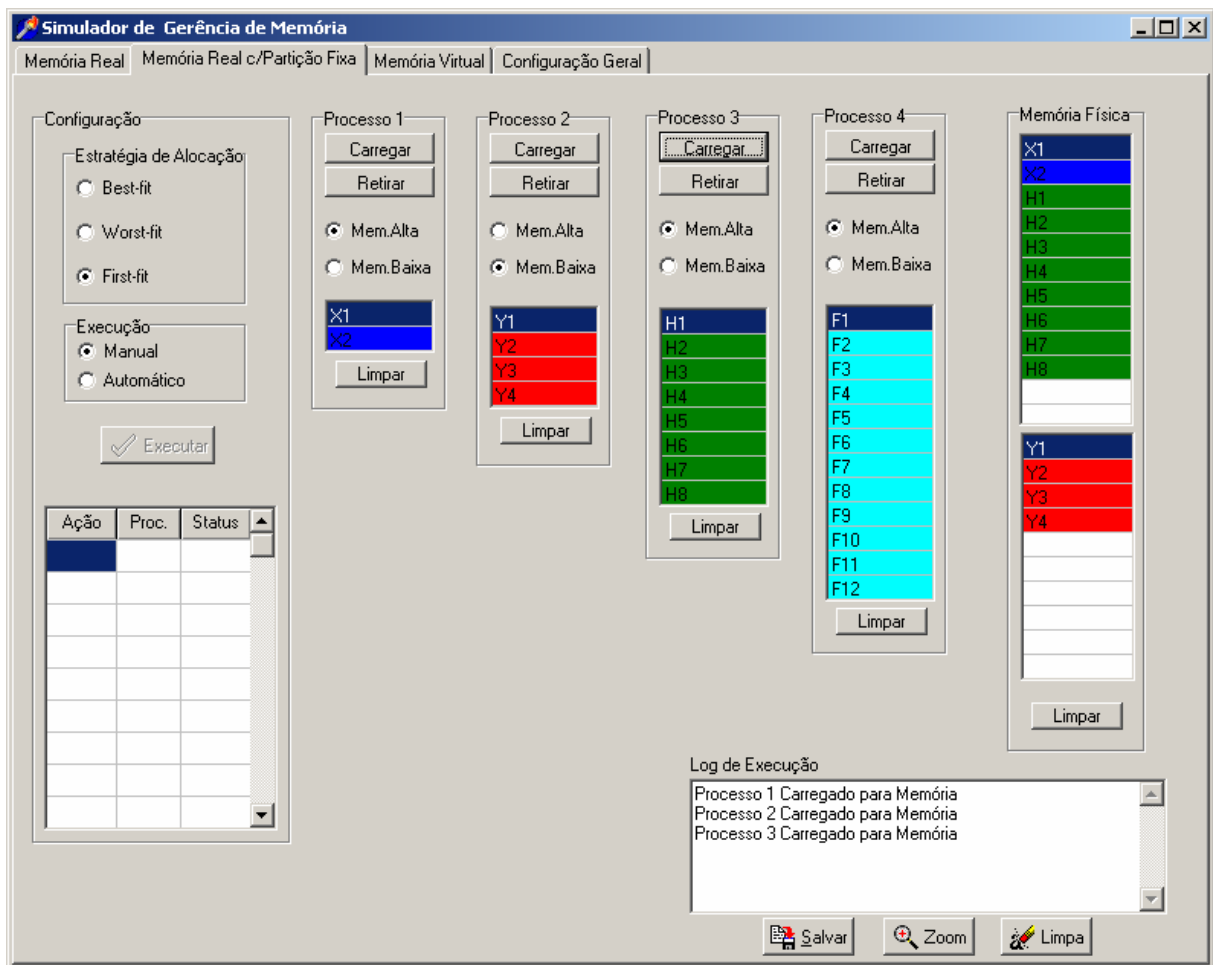 Simulador de Gerência de Memória
Memória Real
Memória Real c/Partição Fixa
Memória Virtual
Configuração Geral
Configuração
Estratégia de Alocação
Best-fit
Worst-fit
First-fit
Execução
Manual
Automático
Executar
Ação Proc. Status
Processo 1
Carregar
Retirar
Mem.Alta
Mem.Baixa
X1
X2
Limpar
Processo 2
Carregar
Retirar
Mem.Alta
Mem.Baixa
Y1
Y2
Y3
Y4
Limpar
Processo 3
Carregar
Retirar
Mem.Alta
Mem.Baixa
H1
H2
H3
H4
H5
H6
H7
H8
Limpar
Processo 4
Carregar
Retirar
Mem.Alta
Mem.Baixa
F1
F2
F3
F4
F5
F6
F7
F8
F9
F10
F11
F12
Limpar
Memória Física
X1
X2
H1
H2
H3
H4
H5
H6
H7
H8
Y1
Y2
Y3
Y4
Limpar
Log de Execução
Processo 1 Carregado para Memória
Processo 2 Carregado para Memória
Processo 3 Carregado para Memória
Salvar
Zoom
Limpa